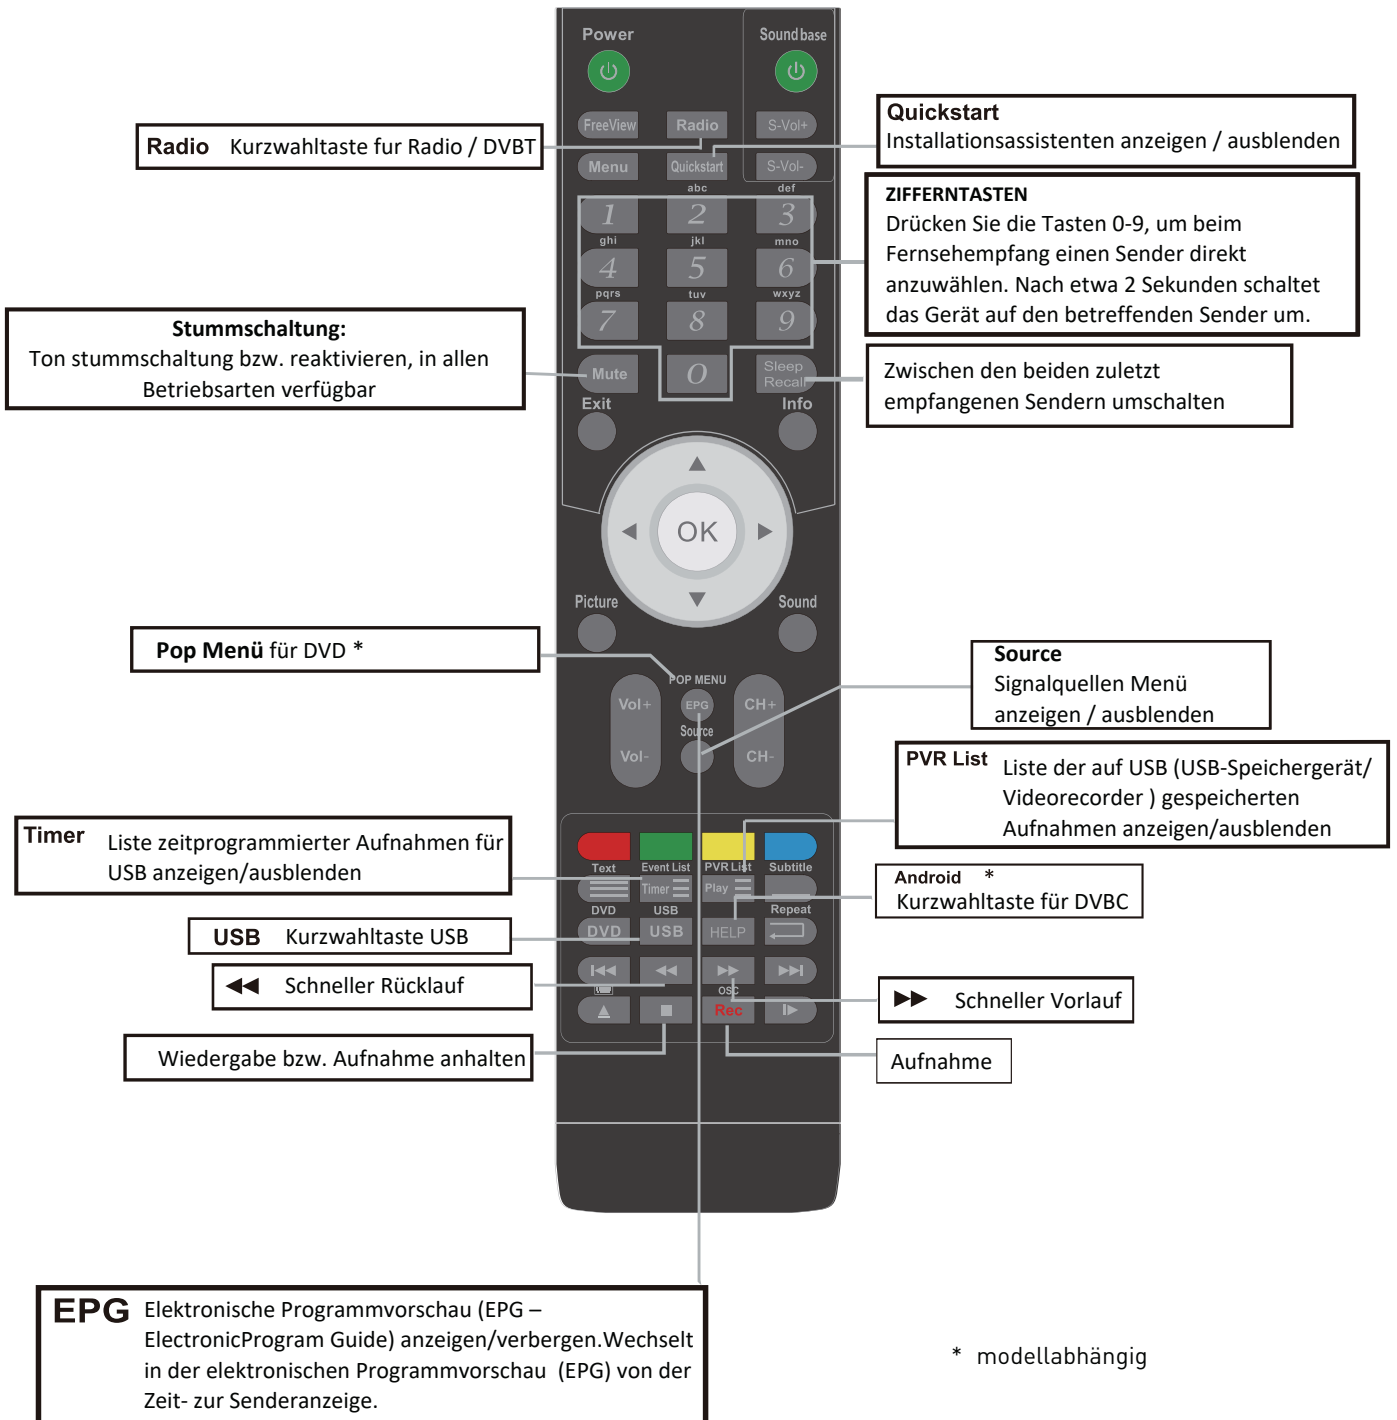 Power
Sound base
FreeView
Radio
S-Vol+
Radio Kurzwahltaste fur Radio / DVBT
Quickstart
Installationsassistenten anzeigen / ausblenden
Menu
Quickstart
S-Vol-
abc
def
1
2
3
ZIFFERNTASTEN
Drücken Sie die Tasten 0-9, um beim
Fernsehempfang einen Sender direkt
anzuwählen. Nach etwa 2 Sekunden schaltet
das Gerät auf den betreffenden Sender um.
ghi
jkl
mno
4
5
6
pqrs
tuv
wxyz
7
8
9
Stummschaltung:
Ton stummschaltung bzw. reaktivieren, in allen
Betriebsarten verfügbar
Mute
0
Sleep
Recall
Zwischen den beiden zuletzt
empfangenen Sendern umschalten
Exit
Info
OK
Picture
Sound
Pop Menü für DVD *
POP MENU
Vol+
EPG
CH+
Source
Vol-
CH-
Source
Signalquellen Menü
anzeigen / ausblenden
PVR List Liste der auf USB (USB-Speichergerät/
Videorecorder ) gespeicherten
Aufnahmen anzeigen/ausblenden
Timer Liste zeitprogrammierter Aufnahmen für
USB anzeigen/ausblenden
Text
Event List
PVR List
Subtitle
Timer
Play
Android *
Kurzwahltaste für DVBC
DVD
USB
Repeat
DVD
USB
HELP
USB Kurzwahltaste USB
◀◀ Schneller Rücklauf
▶▶ Schneller Vorlauf
OSC
Rec
Wiedergabe bzw. Aufnahme anhalten
Aufnahme
EPG Elektronische Programmvorschau (EPG –
ElectronicProgram Guide) anzeigen/verbergen.Wechselt
in der elektronischen Programmvorschau (EPG) von der
Zeit- zur Senderanzeige.
* modellabhängig